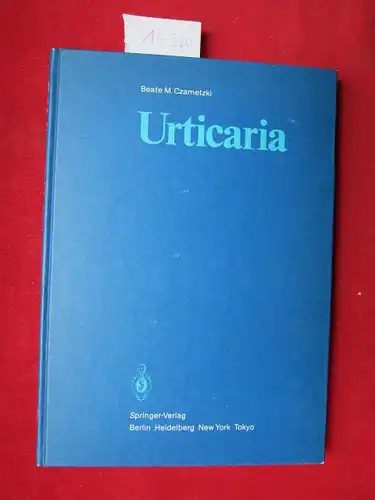 Beate M. Czarnetzki
Urticaria
Springer-Verlag
Berlin Heidelberg New York Tokyo